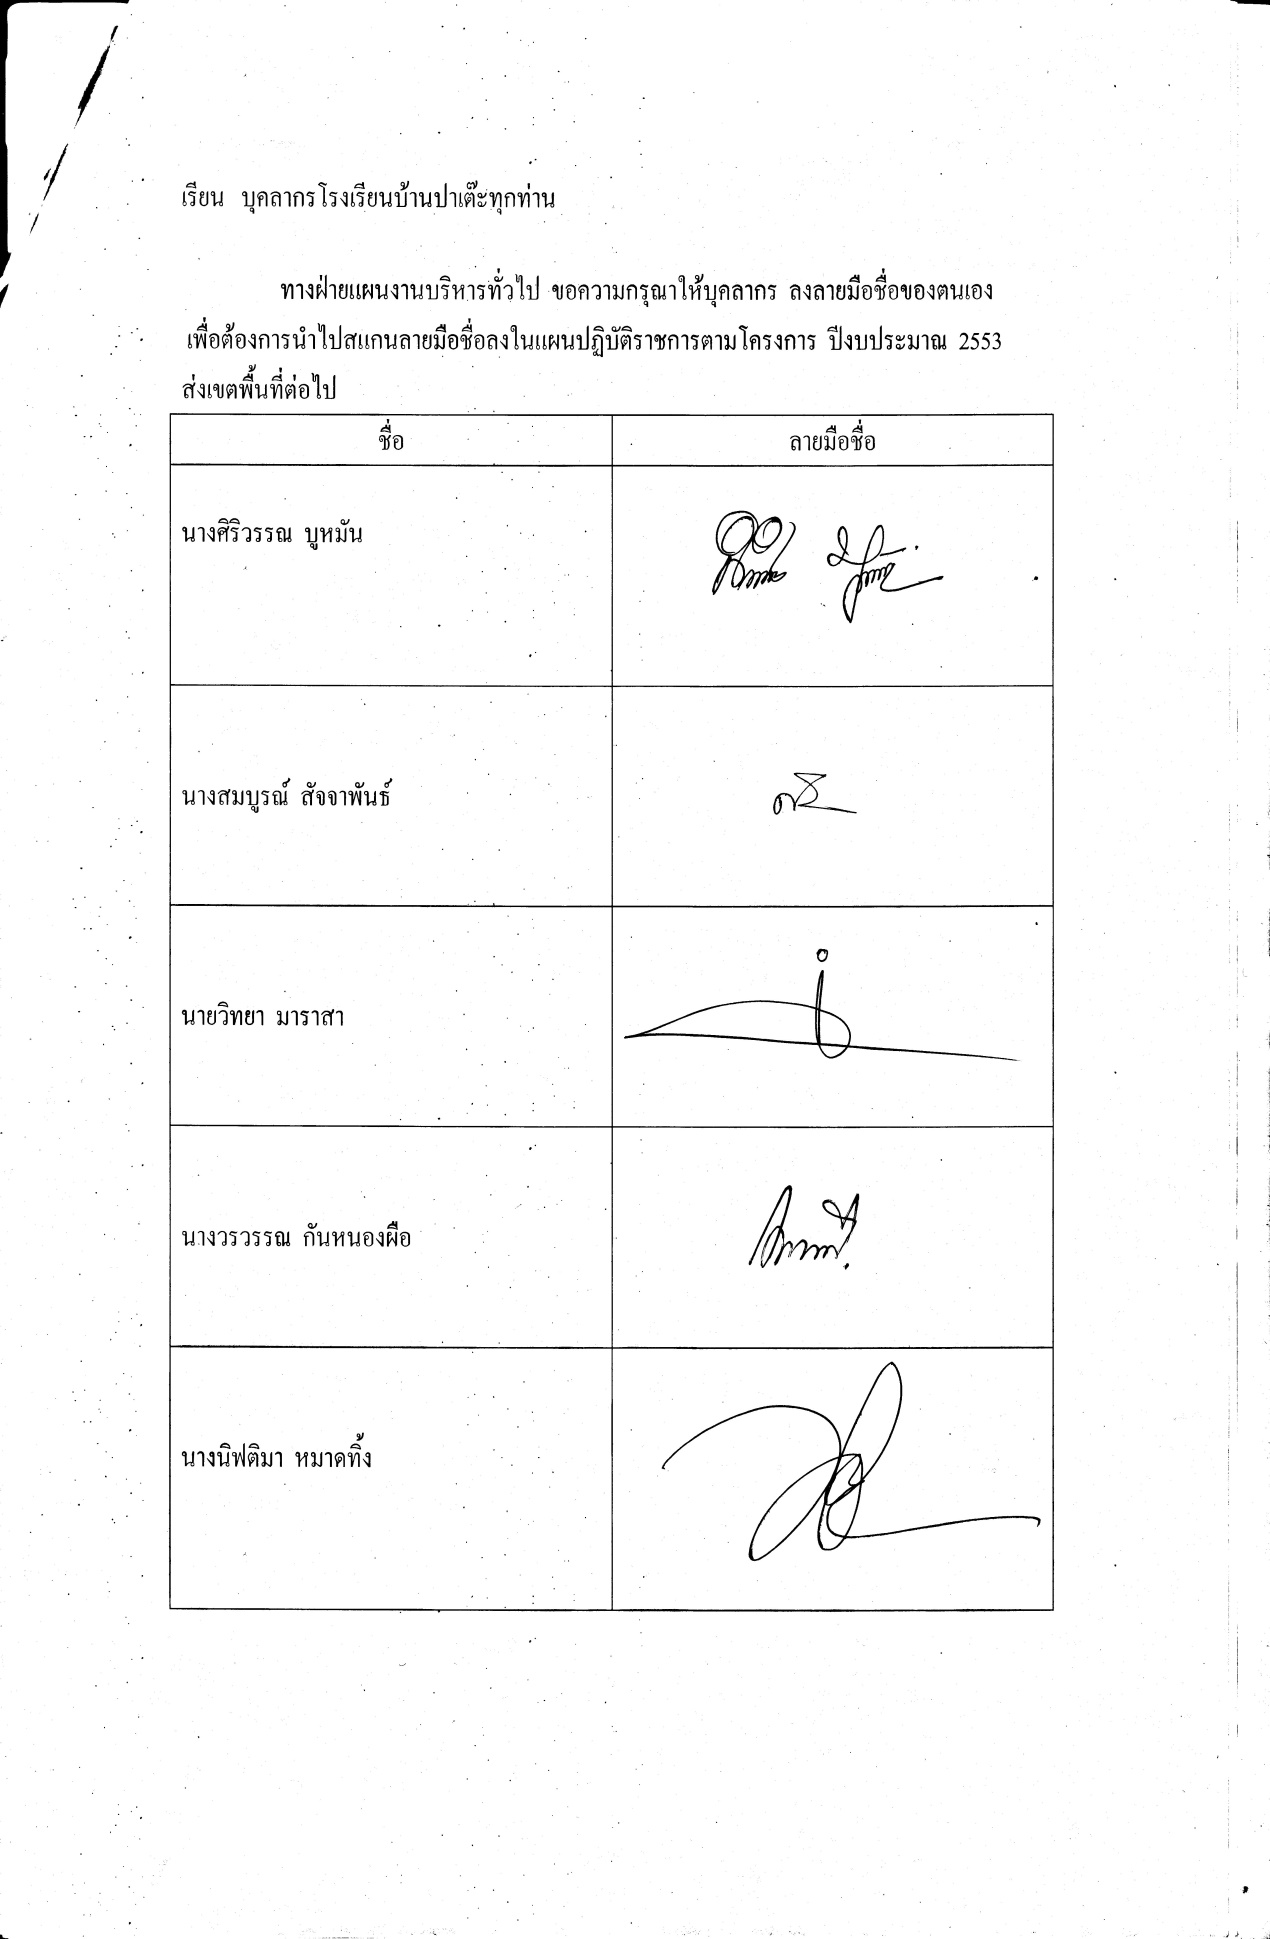 เรียน บุคลากรโรงเรียนบ้านปาเต๊ะทุกท่าน
ทางฝ่ายแผนงานบริหารทั่วไป ขอความกรุณาให้บุคลากร ลงลายมือชื่อของตนเอง
เพื่อต้องการนำไปสแกนลายมือชื่อลงในแผนปฏิบัติราชการตามโครงการ ปีงบประมาณ 2553
ส่งเขตพื้นที่ต่อไป
ชื่อ ลายมือชื่อ
นางศิริวรรณ บูหมัน
นางสมบูรณ์ สัจจาพันธ์
นายวิทยา มาราสา
นางวรวรรณ กันหนองผือ
นางนิฟติมา หมาดทิ้ง